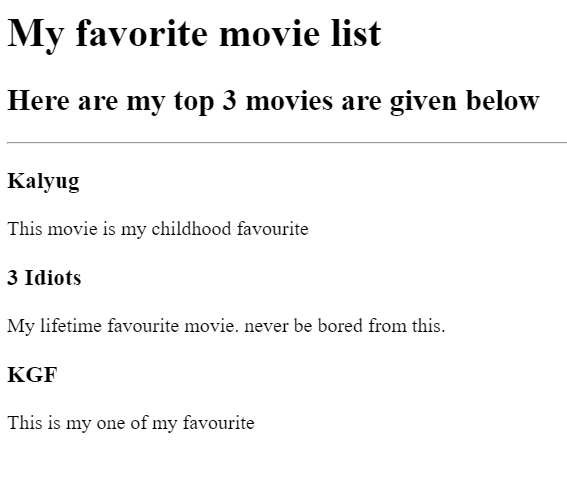 My favorite movie list
Here are my top 3 movies are given below
Kalyug
This movie is my childhood favourite
3 Idiots
My lifetime favourite movie. never be bored from this.
KGF
This is my one of my favourite